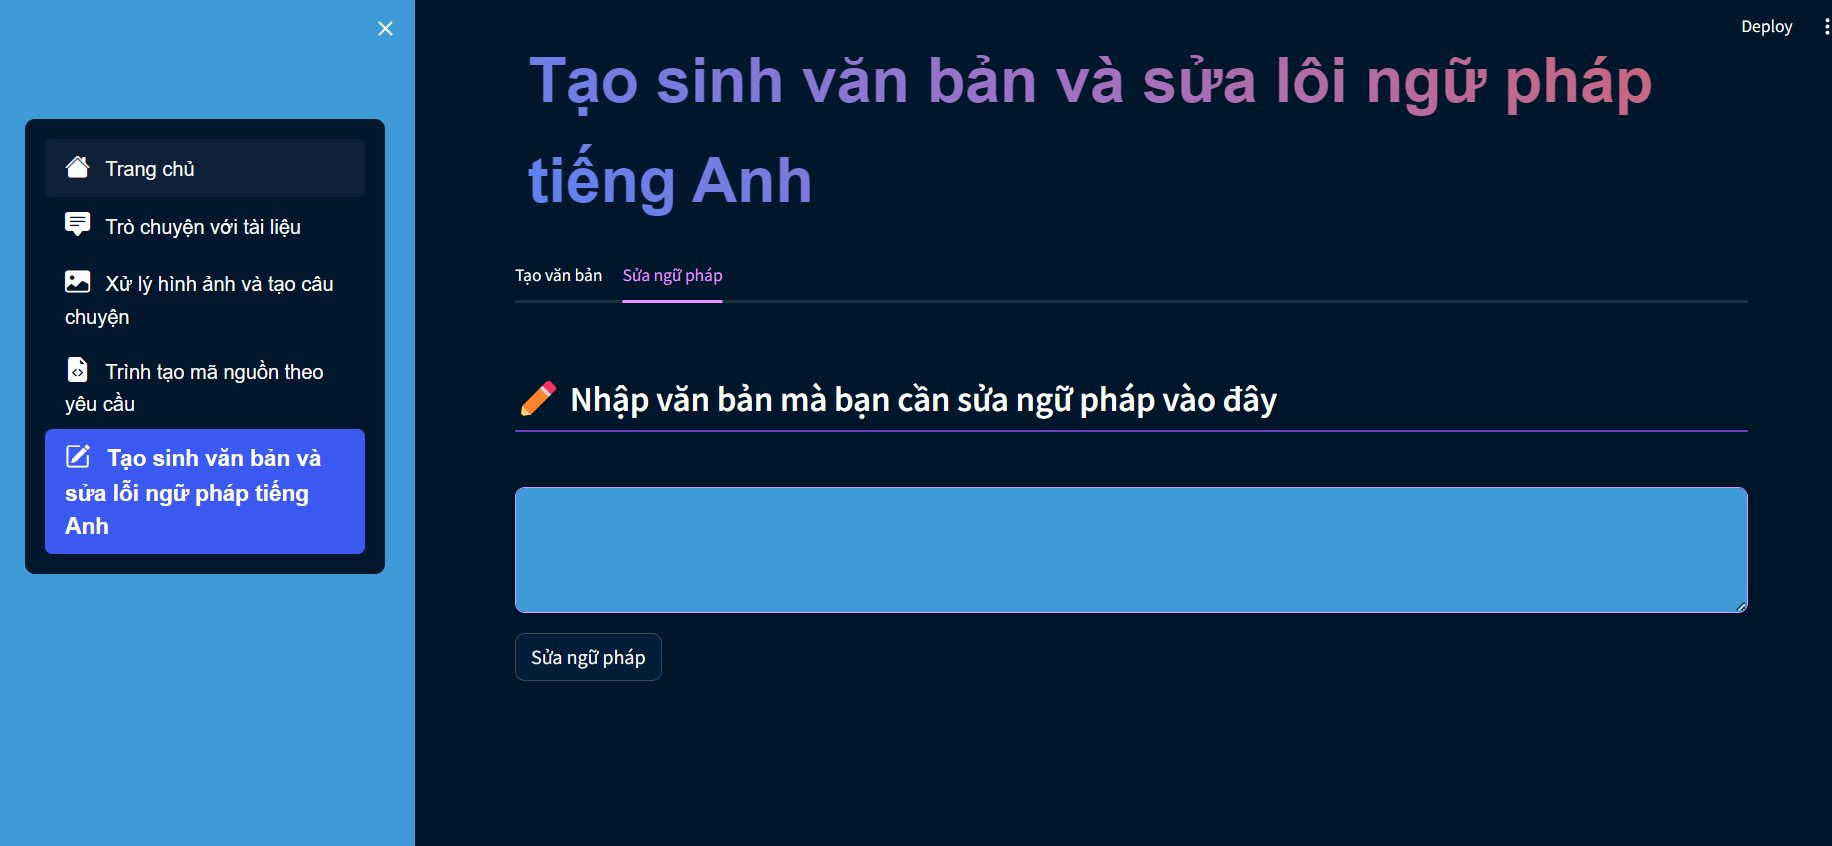 Deploy
Trang chủ
Trò chuyện với tài liệu
Xử lý hình ảnh và tạo câu
chuyện
Trình tạo mã nguồn theo
yêu cầu
Tạo sinh văn bản và
sửa lỗi ngữ pháp tiếng
Anh
Tạo sinh văn bản và sửa lôi ngữ pháp
tiếng Anh
Tạo văn bản Sửa ngữ pháp
Nhập văn bản mà bạn cần sửa ngữ pháp vào đây
Sửa ngữ pháp